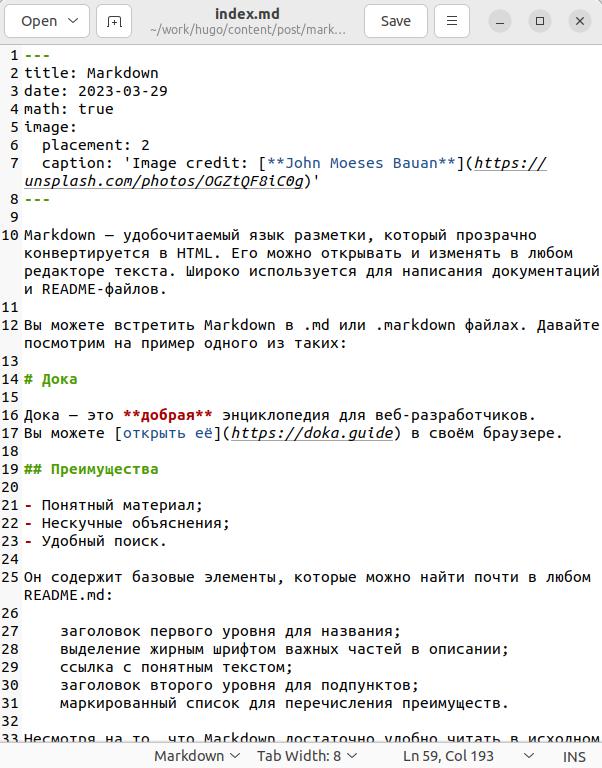 Open
index.md
~/work/hugo/content/post/mark...
Save
1 ---
2 title: Markdown
3 date: 2023-03-29
4 math: true
5 image:
6   placement: 2
7   caption: 'Image credit: [**John Moeses Bauan**](https://
unsplash.com/photos/OGZtQF8iC0g)'
8 ---
9
10 Markdown — удобочитаемый язык разметки, который прозрачно
конвертируется в HTML. Его можно открывать и изменять в любом
редакторе текста. Широко используется для написания документаций
и README-файлов.
11
12 Вы можете встретить Markdown в .md или .markdown файлах. Давайте
посмотрим на пример одного из таких:
13
14 # Дока
15
16 Дока — это **добрая** энциклопедия для веб-разработчиков.
17 Вы можете [открыть её](https://doka.guide) в своём браузере.
18
19 ## Преимущества
20
21 - Понятный материал;
22 - Нескучные объяснения;
23 - Удобный поиск.
24
25 Он содержит базовые элементы, которые можно найти почти в любом
README.md:
26
27     заголовок первого уровня для названия;
28     выделение жирным шрифтом важных частей в описании;
29     ссылка с понятным текстом;
30     заголовок второго уровня для подпунктов;
31     маркированный список для перечисления преимуществ.
32
33 Несмотря на то, что Markdown достаточно удобно читать в исходном
Markdown
Tab Width: 8
Ln 59, Col 193
INS